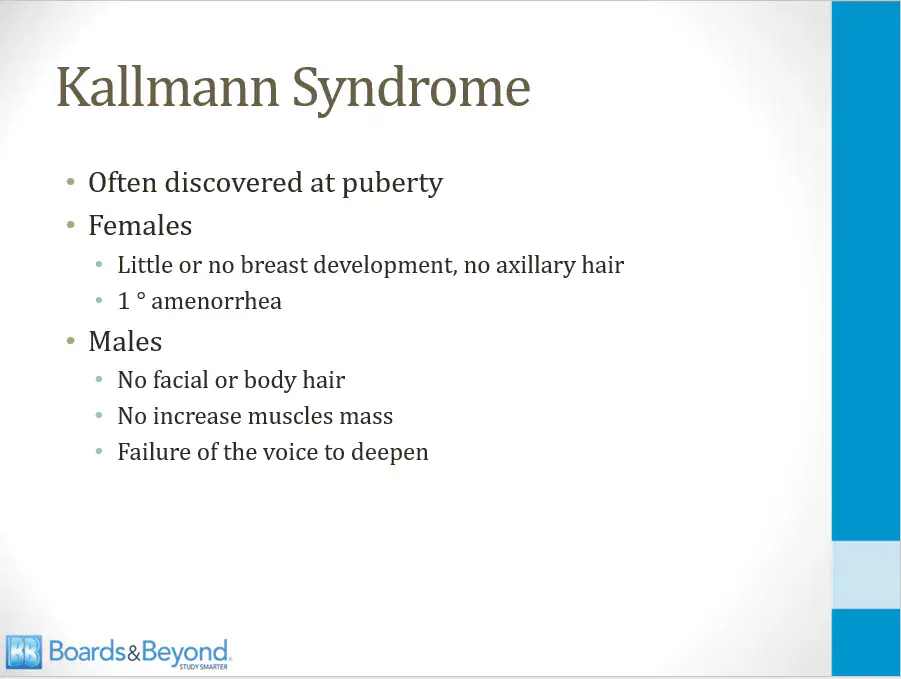 Kallmann Syndrome
• Often discovered at puberty
• Females
• Little or no breast development, no axillary hair
• 1 ° amenorrhea
• Males
• No facial or body hair
• No increase muscles mass
• Failure of the voice to deepen
BB Boards&Beyond.
STUDY SMARTER